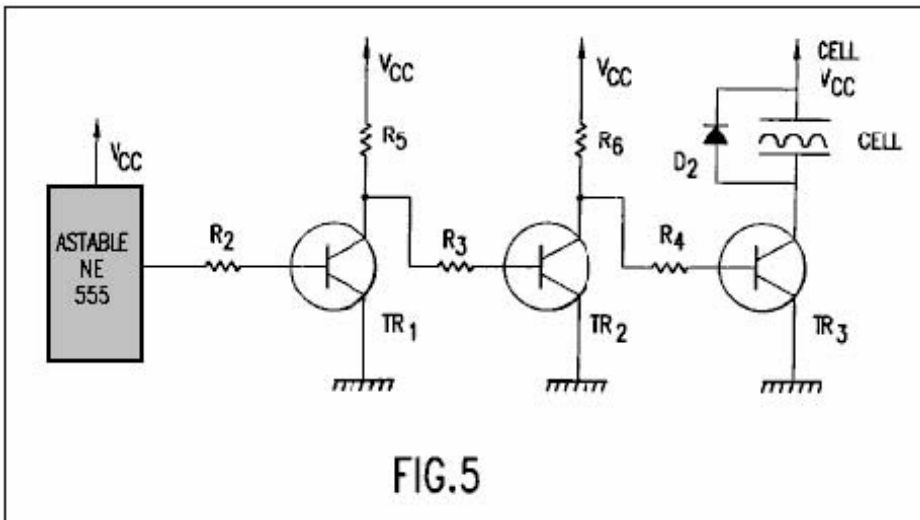 VCC
ASTABLE
NE
555
R2
VCC
R5
TR1
R3
VCC
R6
TR2
R4
CELL
VCC
D2
CELL
TR3
FIG.5